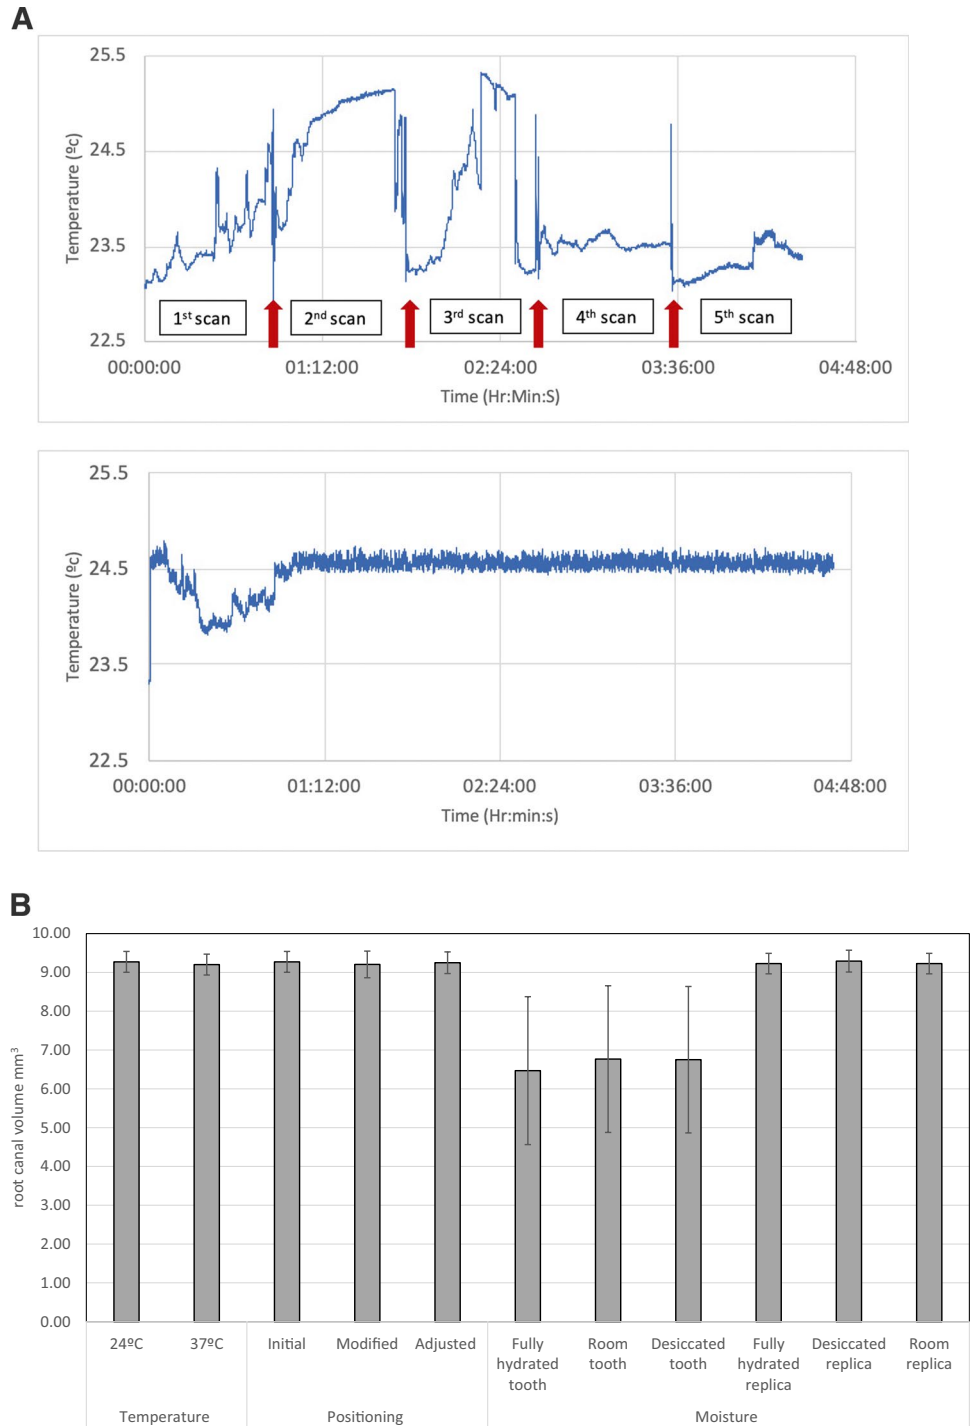 A
25.5
24.5
23.5
22.5
Temperature (ºc)
1st scan
2nd scan
3rd scan
4th scan
5th scan
00:00:00 01:12:00 02:24:00 03:36:00 04:48:00
Time (Hr:Min:S)
25.5
24.5
23.5
22.5
Temperature (ºc)
00:00:00 01:12:00 02:24:00 03:36:00 04:48:00
Time (Hr:min:s)
B
10.00
9.00
8.00
7.00
6.00
5.00
4.00
3.00
2.00
1.00
0.00
root canal volume mm³
24ºC 37ºC Initial Modified Adjusted Fully Room Desiccated Fully Desiccated Room
hydrated tooth tooth hydrated replica replica
tooth replica
Temperature Positioning Moisture